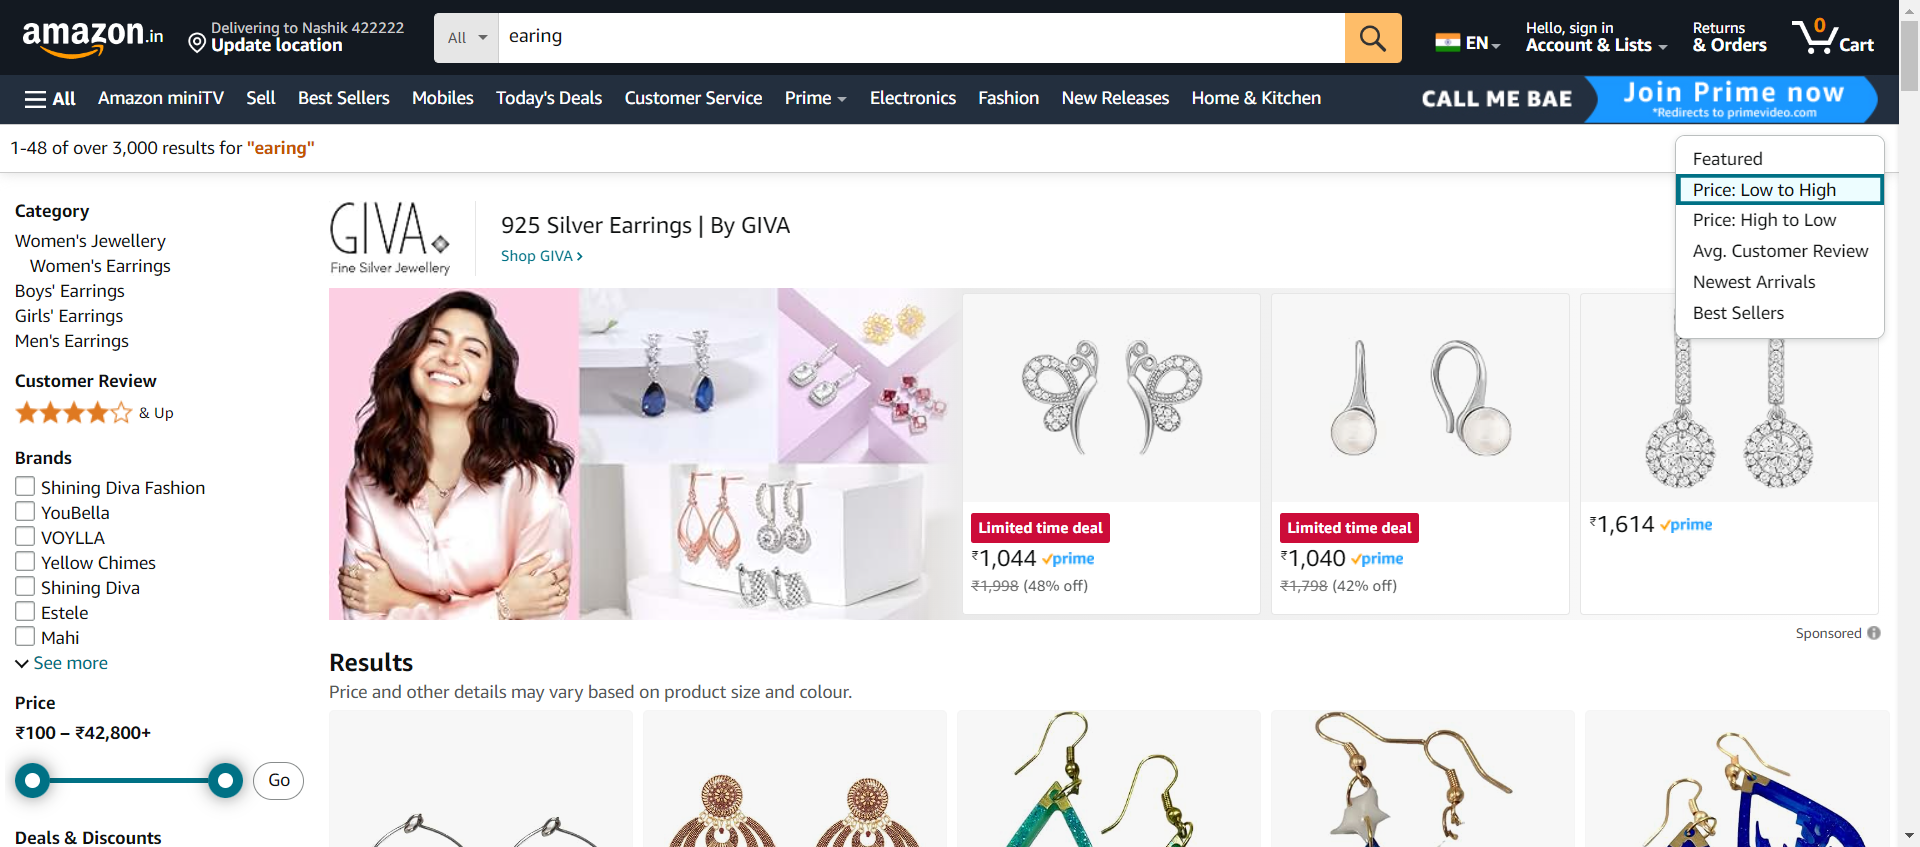 amazon.in
Delivering to Nashik 422222
Update location
All
earing
EN
Hello, sign in
Account & Lists
Returns
& Orders
0
Cart
All
Amazon miniTV
Sell
Best Sellers
Mobiles
Today's Deals
Customer Service
Prime
Electronics
Fashion
New Releases
Home & Kitchen
CALL ME BAE
Join Prime now
*Redirects to primevideo.com
1-48 of over 3,000 results for "earing"
Featured
Price: Low to High
Price: High to Low
Avg. Customer Review
Newest Arrivals
Best Sellers
Category
Women's Jewellery
Women's Earrings
Boys' Earrings
Girls' Earrings
Men's Earrings
Customer Review
& Up
Brands
Shining Diva Fashion
YouBella
VOYLLA
Yellow Chimes
Shining Diva
Estele
Mahi
See more
Price
₹100 – ₹42,800+
Go
Deals & Discounts
GIVA
Fine Silver Jewellery
925 Silver Earrings | By GIVA
Shop GIVA ›
Limited time deal
₹1,044 prime
₹1,998 (48% off)
Limited time deal
₹1,040 prime
₹1,798 (42% off)
₹1,614 prime
Sponsored
Results
Price and other details may vary based on product size and colour.